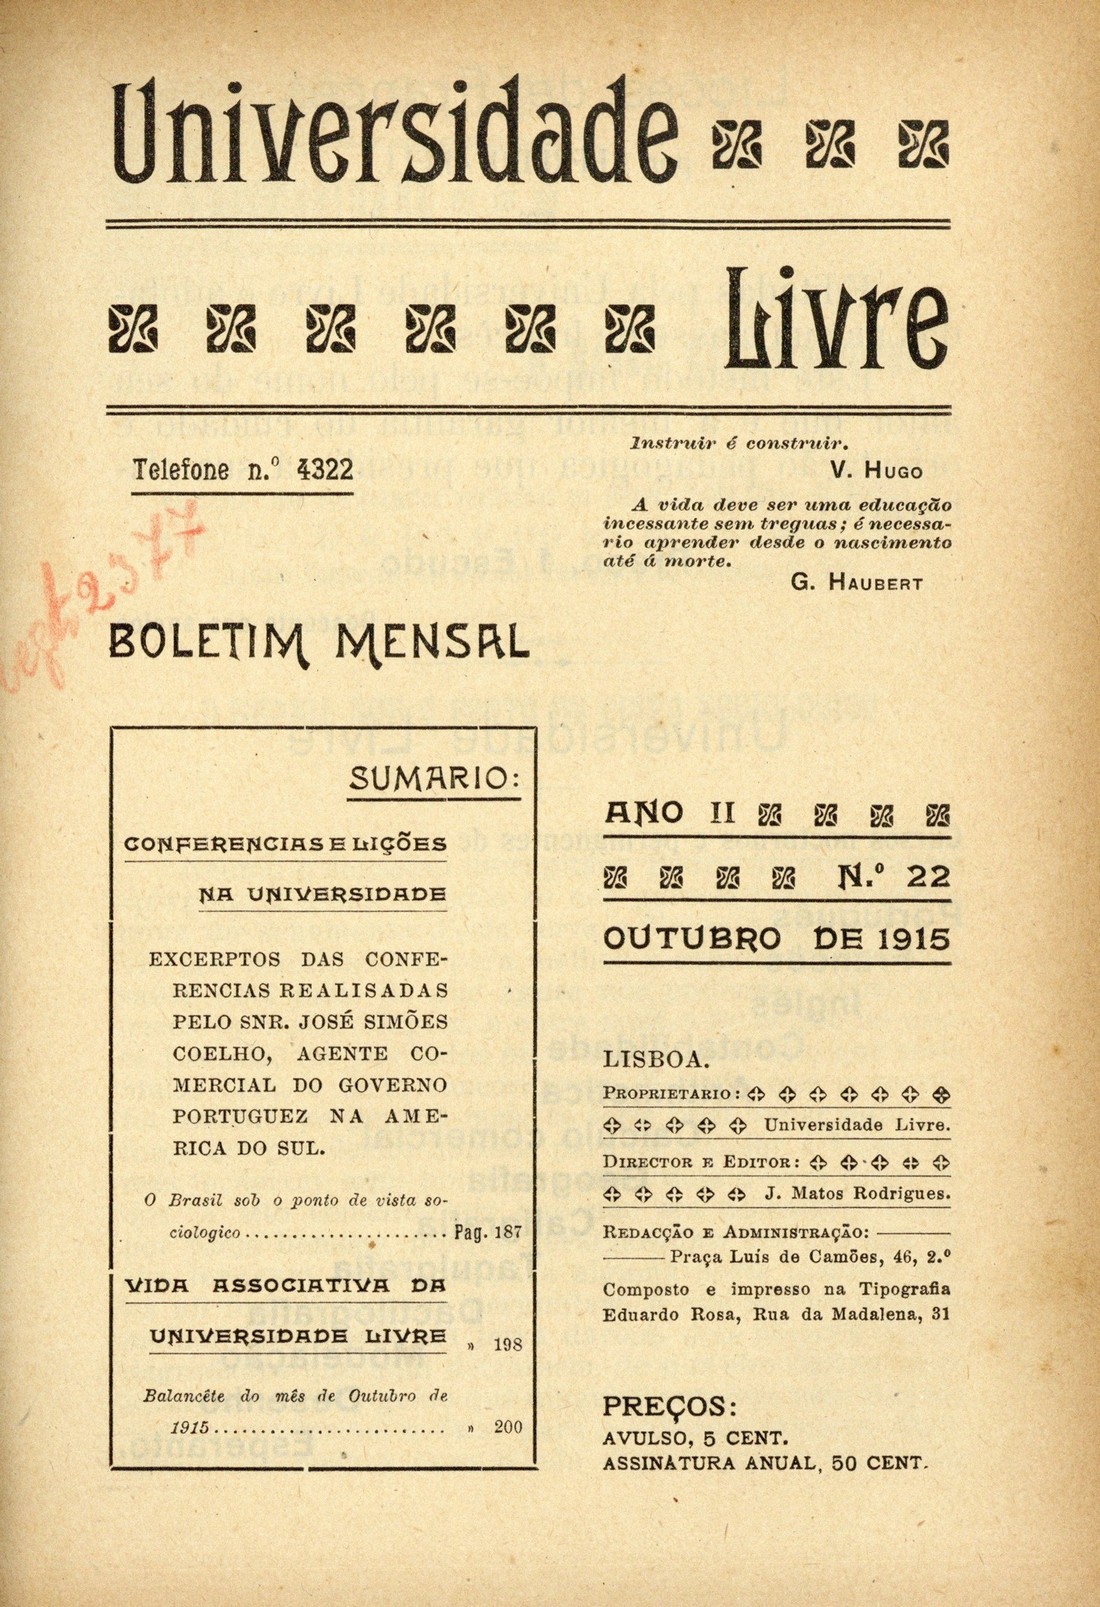 Universidade
Livre
Telefone n.º 4322
Instruir é construir.
V. Hugo
A vida deve ser uma educação
incessante sem treguas; é necessa-
rio aprender desde o nascimento
até á morte.
G. Haubert
2377
BOLETIM MENSAL
SUMARIO:
CONFERENCIAS E LIÇÕES
NA UNIVERSIDADE
EXCERPTOS DAS CONFE-
RENCIAS REALISADAS
PELO SNR. JOSÉ SIMÕES
COELHO, AGENTE CO-
MERCIAL DO GOVERNO
PORTUGUEZ NA AME-
RICA DO SUL.
O Brasil sob o ponto de vista so-
ciologico...................... Pag. 187
VIDA ASSOCIATIVA DA
UNIVERSIDADE LIVRE » 198
Balancête do mês de Outubro de
1915......................... » 200
ANO II
N.º 22
OUTUBRO DE 1915
LISBOA.
Proprietario:
Universidade Livre.
Director e Editor:
J. Matos Rodrigues.
Redacção e Administração:
Praça Luís de Camões, 46, 2.º
Composto e impresso na Tipografia
Eduardo Rosa, Rua da Madalena, 31
PREÇOS:
AVULSO, 5 CENT.
ASSINATURA ANUAL, 50 CENT.